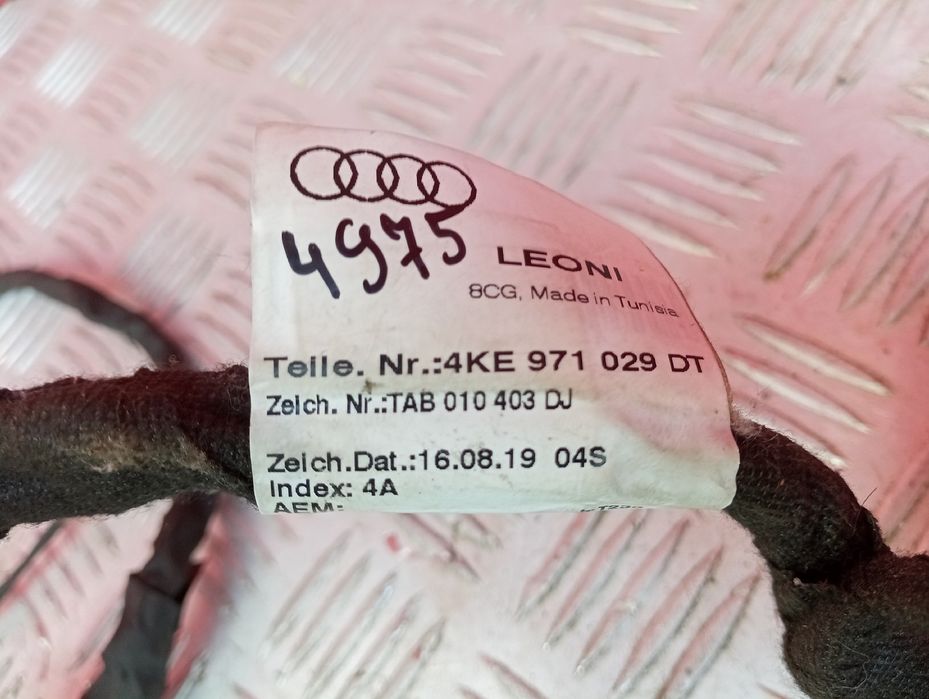 4975
LEONI
8CG, Made in Tunisia
Teile. Nr.:4KE 971 029 DT
Zeich. Nr.:TAB 010 403 DJ
Zeich.Dat.:16.08.19 04S
Index: 4A
AEM: